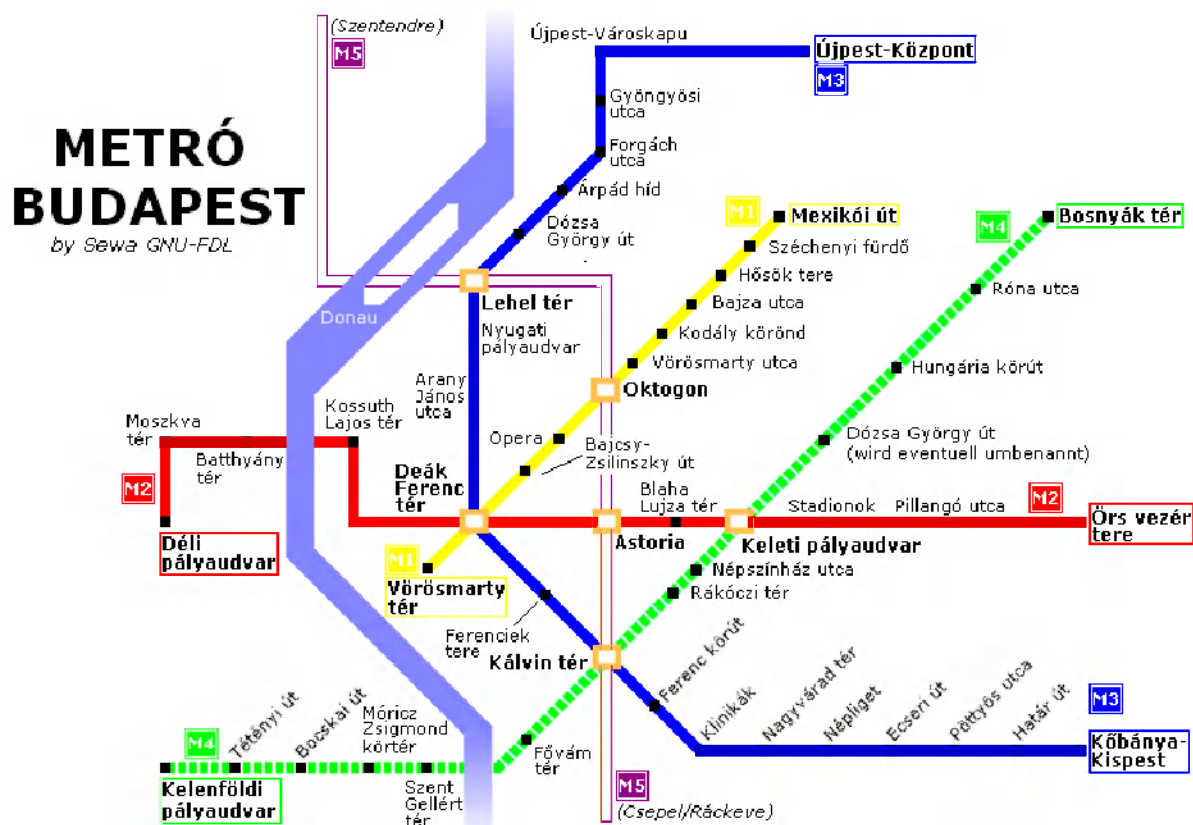 (Szentendre)
M5
Újpest-Városkapu
Újpest-Központ
M3
Gyöngyösi
utca
METRÓ
BUDAPEST
by Sewa GNU-FDL
Forgách
utca
Árpád híd
M1
Mexikói út
M4
Bosnyák tér
Dózsa
György út
Széchenyi fürdő
Hősök tere
Róna utca
Lehel tér
Bajza utca
Donau
Nyugati
pályaudvar
Kodály körönd
Vörösmarty utca
Hungária körút
Arany
János
utca
Oktogon
Moszkva
tér
Kossuth
Lajos tér
Opera
Dózsa György út
(wird eventuell umbenannt)
Batthyány
tér
Bajcsy-
Zsilinszky út
M2
Deák
Ferenc
tér
Blaha
Lujza tér
Stadionok
Pillangó utca
M2
Örs vezér
tere
Déli
pályaudvar
Astoria
Keleti pályaudvar
M1
Vörösmarty
tér
Népszínház utca
Rákóczi tér
Ferenciek
tere
Kálvin tér
Ferenc körút
Klinikák
Nagyvárad tér
Népliget
Ecseri út
Pöttyös utca
Határ út
M3
Kőbánya-
Kispest
M4
Tétényi út
Bocskai út
Móricz
Zsigmond
körtér
Fővám
tér
Kelenföldi
pályaudvar
Szent
Gellért
tér
M5
(Csepel/Ráckeve)